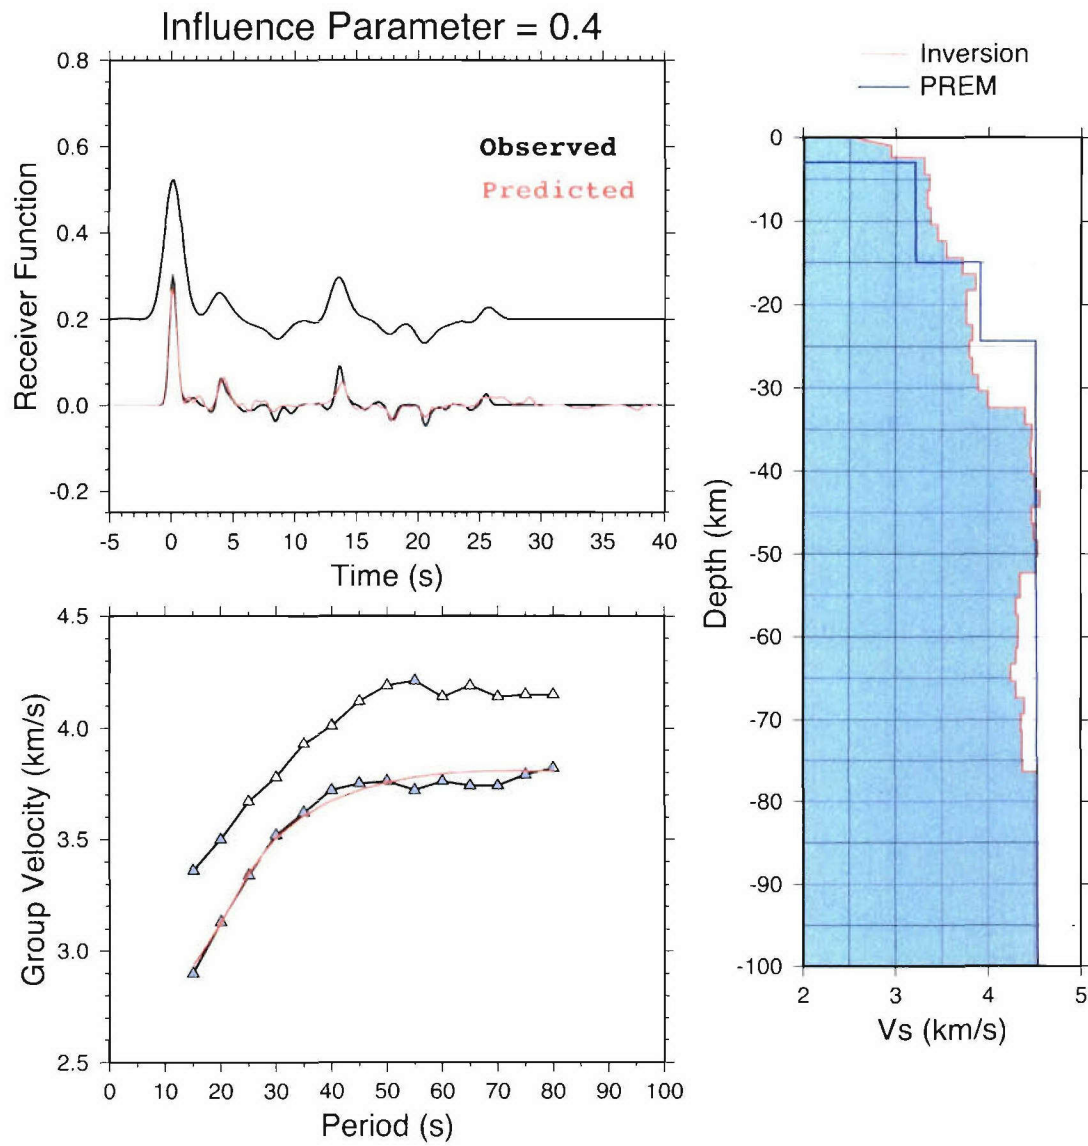 Influence Parameter = 0.4
Inversion
PREM
0.8
0.6
0.4
0.2
0.0
-0.2
Receiver Function
Observed
Predicted
-5 0 5 10 15 20 25 30 35 40
Time (s)
4.5
4.0
3.5
3.0
2.5
Group Velocity (km/s)
0 10 20 30 40 50 60 70 80 90 100
Period (s)
0
-10
-20
-30
-40
-50
-60
-70
-80
-90
-100
Depth (km)
2 3 4 5
Vs (km/s)